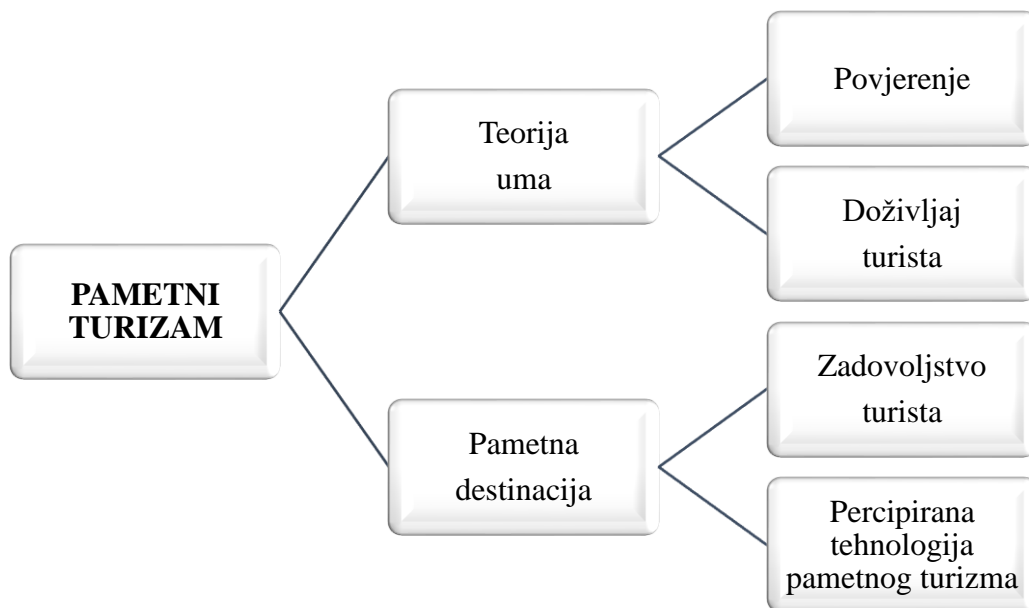 PAMETNI
TURIZAM
Teorija
uma
Povjerenje
Doživljaj
turista
Pametna
destinacija
Zadovoljstvo
turista
Percipirana
tehnologija
pametnog turizma